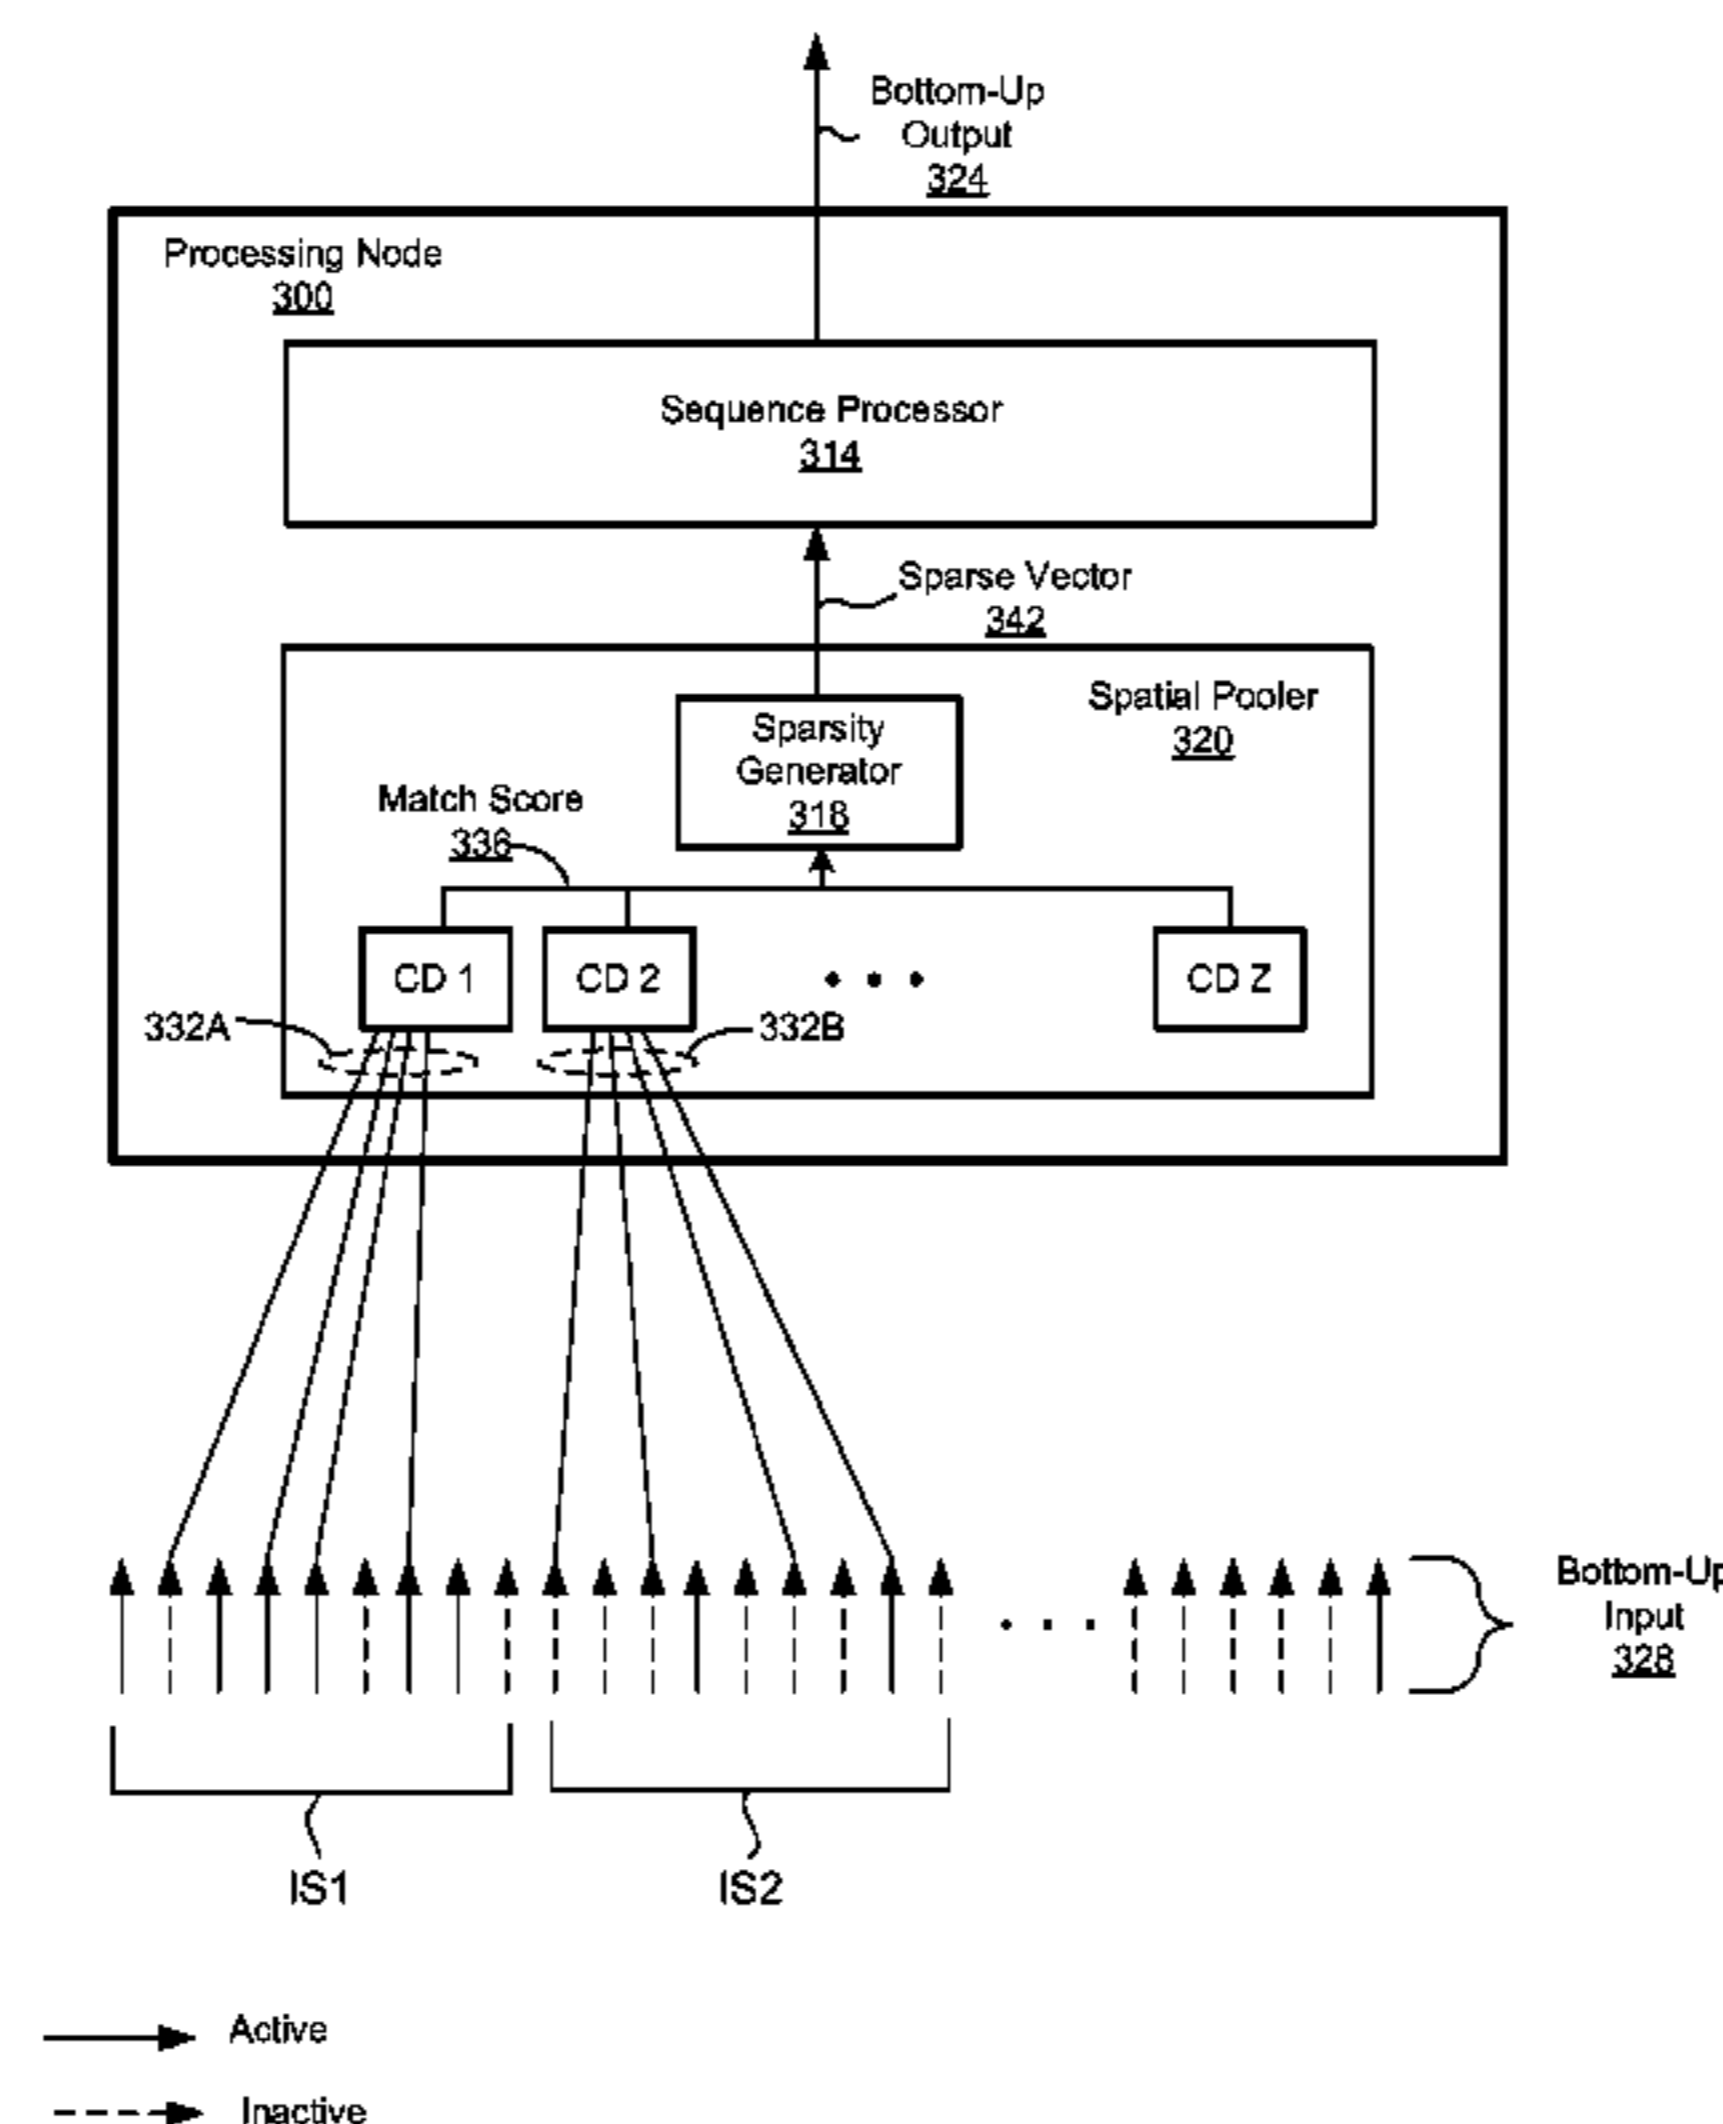 Bottom-Up
Output
324
Processing Node
300
Sequence Processor
314
Sparse Vector
342
Spatial Pooler
320
Sparsity
Generator
318
Match Score
336
CD 1
CD 2
• • •
CD Z
332A
332B
• • •
Bottom-Up
Input
328
IS1
IS2
Active
Inactive